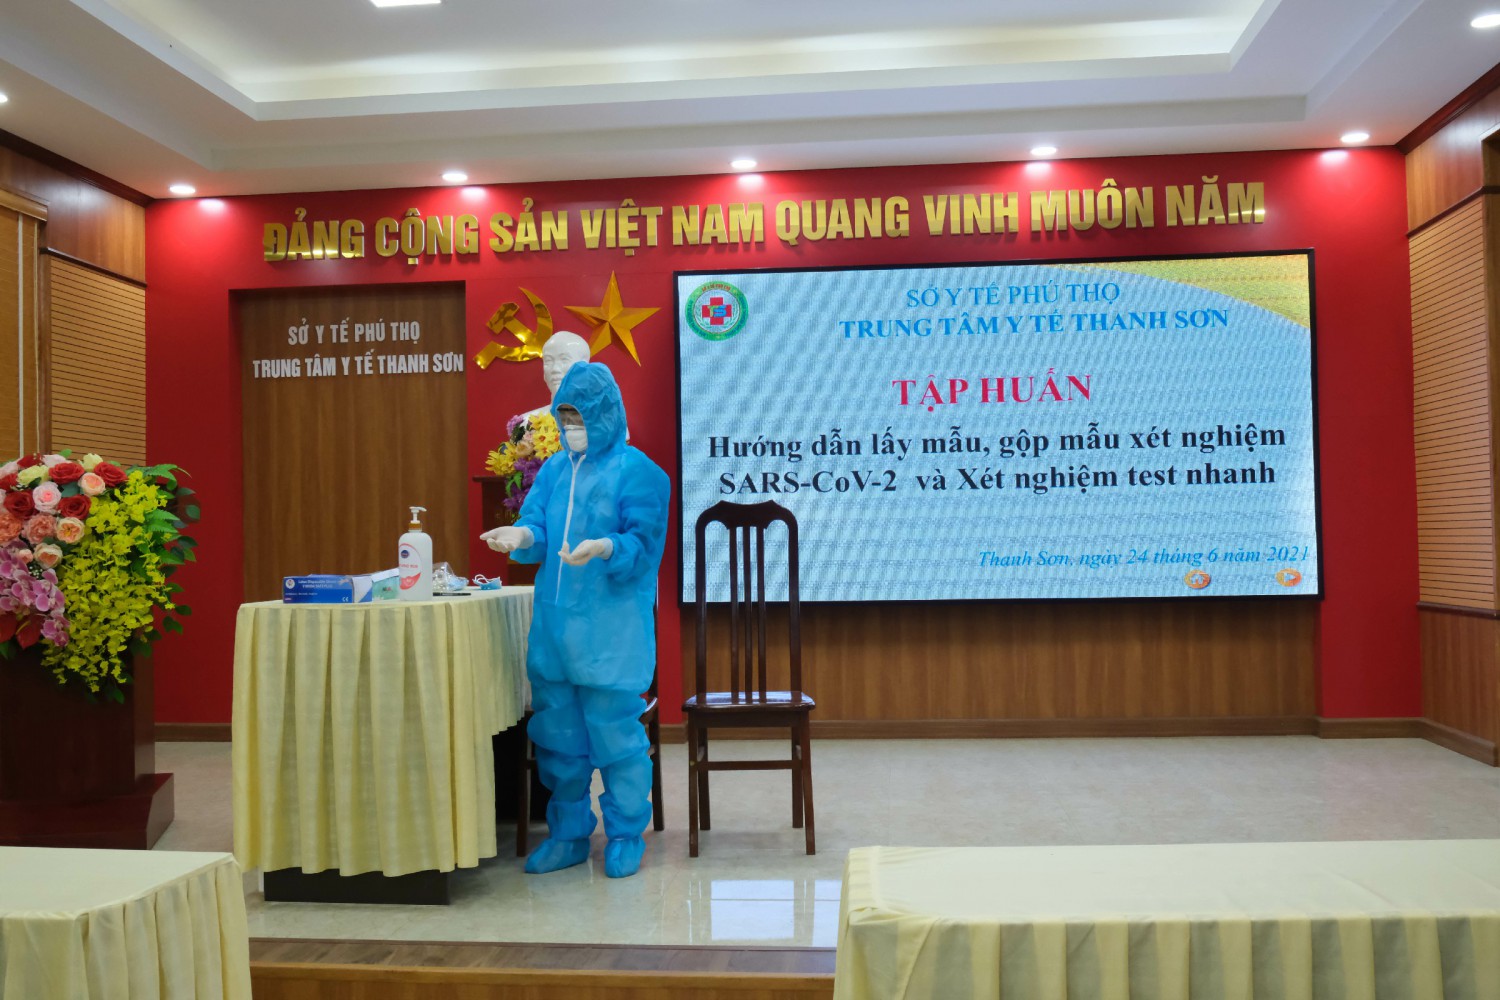 ĐẢNG CỘNG SẢN VIỆT NAM QUANG VINH MUÔN NĂM
SỞ Y TẾ PHÚ THỌ
TRUNG TÂM Y TẾ THANH SƠN
SỞ Y TẾ PHÚ THỌ
TRUNG TÂM Y TẾ THANH SƠN
TẬP HUẤN
Hướng dẫn lấy mẫu, gộp mẫu xét nghiệm
SARS-CoV-2 và Xét nghiệm test nhanh
Thanh Sơn, ngày 24 tháng 6 năm 2021